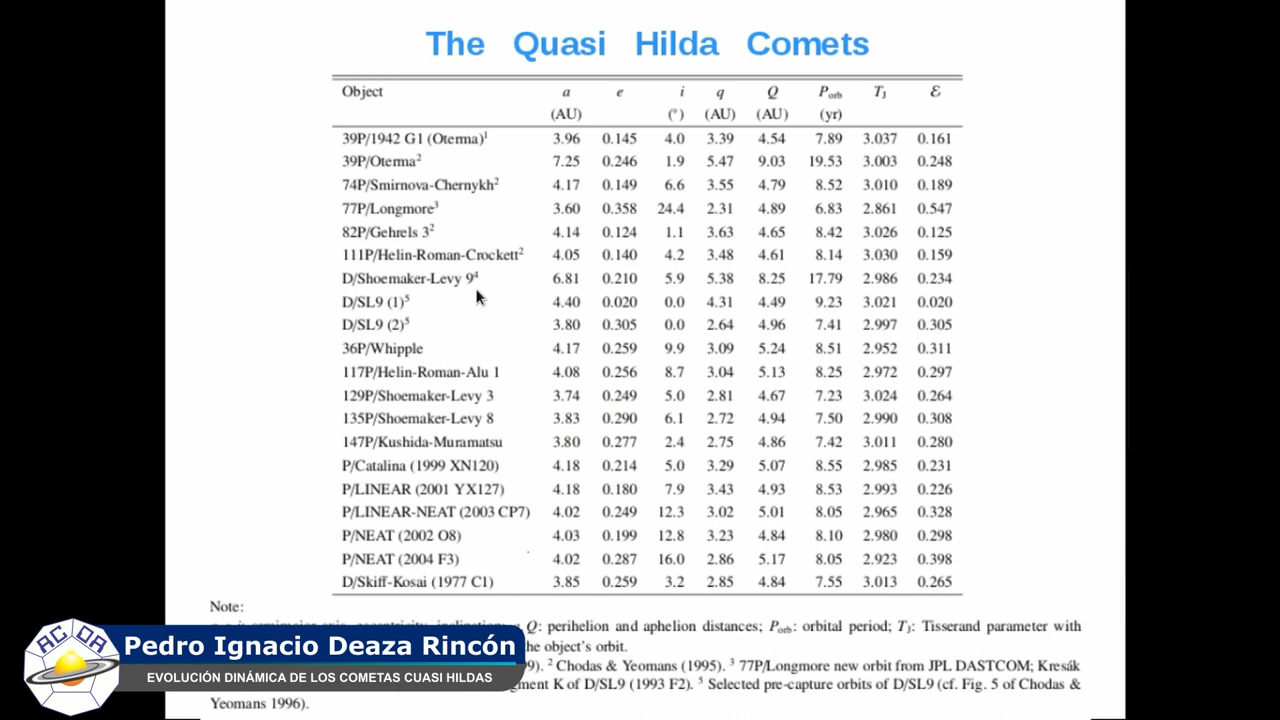 The Quasi Hilda Comets
Object a e i q Q Porb TJ ℰ
(AU) (°) (AU) (AU) (yr)
39P/1942 G1 (Oterma)¹ 3.96 0.145 4.0 3.39 4.54 7.89 3.037 0.161
39P/Oterma² 7.25 0.246 1.9 5.47 9.03 19.53 3.003 0.248
74P/Smirnova-Chernykh² 4.17 0.149 6.6 3.55 4.79 8.52 3.010 0.189
77P/Longmore³ 3.60 0.358 24.4 2.31 4.89 6.83 2.861 0.547
82P/Gehrels 3² 4.14 0.124 1.1 3.63 4.65 8.42 3.026 0.125
111P/Helin-Roman-Crockett² 4.05 0.140 4.2 3.48 4.61 8.14 3.030 0.159
D/Shoemaker-Levy 9⁴ 6.81 0.210 5.9 5.38 8.25 17.79 2.986 0.234
D/SL9 (1)⁵ 4.40 0.020 0.0 4.31 4.49 9.23 3.021 0.020
D/SL9 (2)⁵ 3.80 0.305 0.0 2.64 4.96 7.41 2.997 0.305
36P/Whipple 4.17 0.259 9.9 3.09 5.24 8.51 2.952 0.311
117P/Helin-Roman-Alu 1 4.08 0.256 8.7 3.04 5.13 8.25 2.972 0.297
129P/Shoemaker-Levy 3 3.74 0.249 5.0 2.81 4.67 7.23 3.024 0.264
135P/Shoemaker-Levy 8 3.83 0.290 6.1 2.72 4.94 7.50 2.990 0.308
147P/Kushida-Muramatsu 3.80 0.277 2.4 2.75 4.86 7.42 3.011 0.280
P/Catalina (1999 XN120) 4.18 0.214 5.0 3.29 5.07 8.55 2.985 0.231
P/LINEAR (2001 YX127) 4.18 0.180 7.9 3.43 4.93 8.53 2.993 0.226
P/LINEAR-NEAT (2003 CP7) 4.02 0.249 12.3 3.02 5.01 8.05 2.965 0.328
P/NEAT (2002 O8) 4.03 0.199 12.8 3.23 4.84 8.10 2.980 0.298
P/NEAT (2004 F3) 4.02 0.287 16.0 2.86 5.17 8.05 2.923 0.398
D/Skiff-Kosai (1977 C1) 3.85 0.259 3.2 2.85 4.84 7.55 3.013 0.265
Note:
Q: perihelion and aphelion distances; Porb: orbital period; TJ: Tisserand parameter with
the object's orbit.
9). ² Chodas & Yeomans (1995). ³ 77P/Longmore new orbit from JPL DASTCOM; Kresák
K of D/SL9 (1993 F2). ⁵ Selected pre-capture orbits of D/SL9 (cf. Fig. 5 of Chodas &
Yeomans 1996).
ACDA
Pedro Ignacio Deaza Rincón
EVOLUCIÓN DINÁMICA DE LOS COMETAS CUASI HILDAS